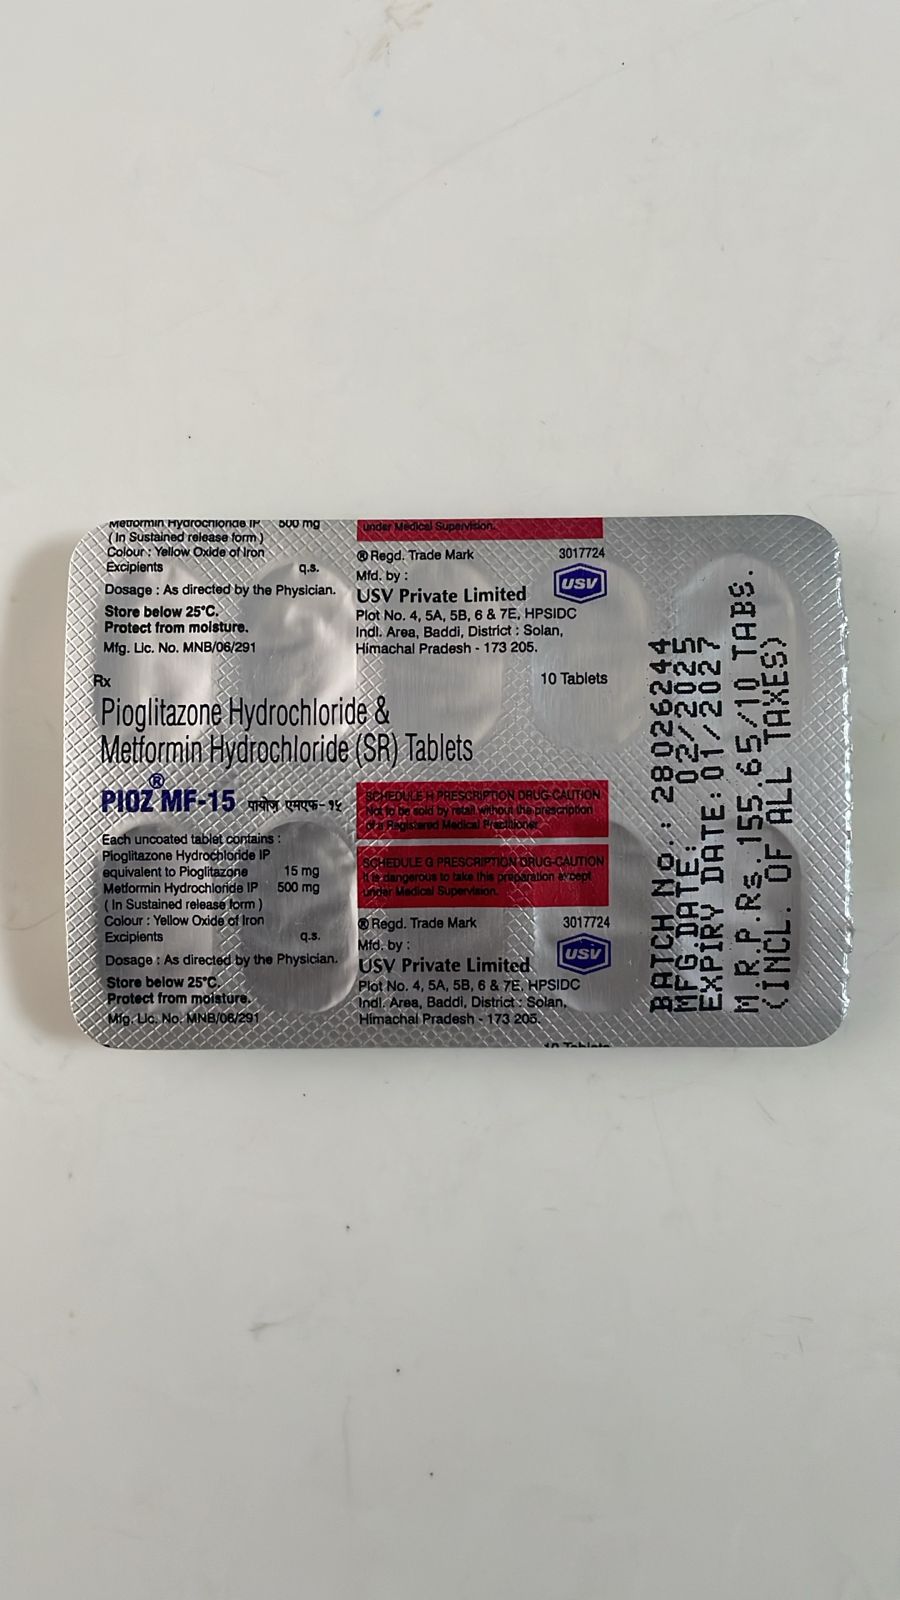 Metformin Hydrochloride IP 500 mg
( In Sustained release form )
Colour : Yellow Oxide of Iron
Excipients q.s.
Dosage : As directed by the Physician.
Store below 25°C.
Protect from moisture.
Mfg. Lic. No. MNB/06/291
under Medical Supervision.
® Regd. Trade Mark 3017724
Mfd. by :
USV Private Limited
USV
Plot No. 4, 5A, 5B, 6 & 7E, HPSIDC
Indl. Area, Baddi, District : Solan,
Himachal Pradesh - 173 205.
Rx 10 Tablets
Pioglitazone Hydrochloride &
Metformin Hydrochloride (SR) Tablets
PIOZ® MF-15 पायोज़ एमएफ-१५
Each uncoated tablet contains :
Pioglitazone Hydrochloride IP
equivalent to Pioglitazone 15 mg
Metformin Hydrochloride IP 500 mg
( In Sustained release form )
Colour : Yellow Oxide of Iron
Excipients q.s.
Dosage : As directed by the Physician.
Store below 25°C.
Protect from moisture.
Mfg. Lic. No. MNB/06/291
SCHEDULE H PRESCRIPTION DRUG-CAUTION
Not to be sold by retail without the prescription
of a Registered Medical Practitioner
SCHEDULE G PRESCRIPTION DRUG-CAUTION
It is dangerous to take this preparation except
under Medical Supervision.
® Regd. Trade Mark 3017724
Mfd. by :
USV Private Limited
USV
Plot No. 4, 5A, 5B, 6 & 7E, HPSIDC
Indl. Area, Baddi, District : Solan,
Himachal Pradesh - 173 205.
10 Tablets
BATCH No.: 28026244
MFG.DATE: 02/2025
EXPIRY DATE:01/2027
M.R.P.Rs.155.65/10 TABS.
(INCL. OF ALL TAXES)